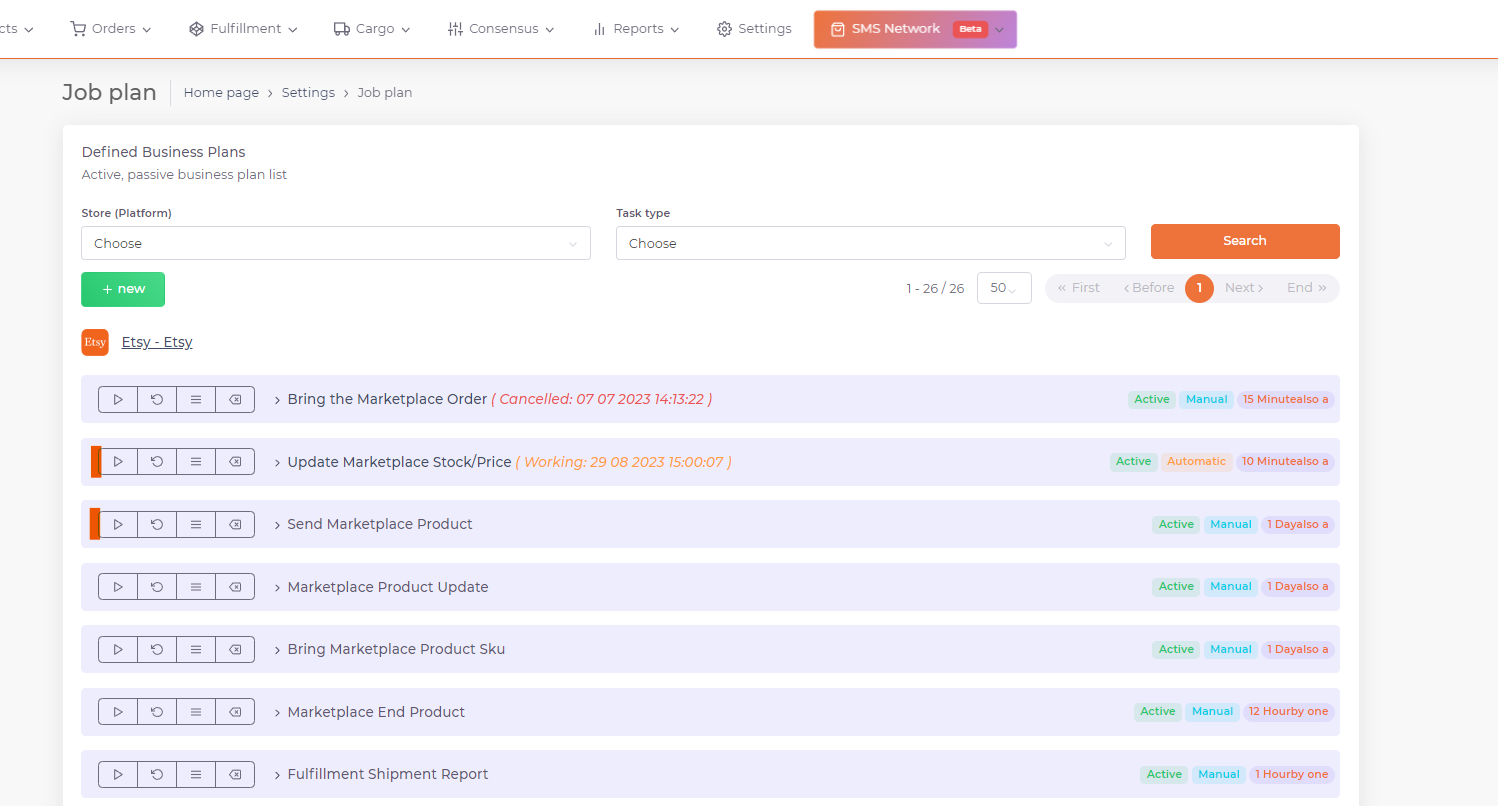 cts Orders Fulfillment Cargo Consensus Reports Settings SMS Network Beta
Job plan Home page > Settings > Job plan
Defined Business Plans
Active, passive business plan list
Store (Platform) Task type
Choose Choose Search
+ new 1 - 26 / 26 50 « First < Before 1 Next > End »
Etsy Etsy - Etsy
> Bring the Marketplace Order ( Cancelled: 07 07 2023 14:13:22 ) Active Manual 15 Minutealso a
> Update Marketplace Stock/Price ( Working: 29 08 2023 15:00:07 ) Active Automatic 10 Minutealso a
> Send Marketplace Product Active Manual 1 Dayalso a
> Marketplace Product Update Active Manual 1 Dayalso a
> Bring Marketplace Product Sku Active Manual 1 Dayalso a
> Marketplace End Product Active Manual 12 Hourby one
> Fulfillment Shipment Report Active Manual 1 Hourby one